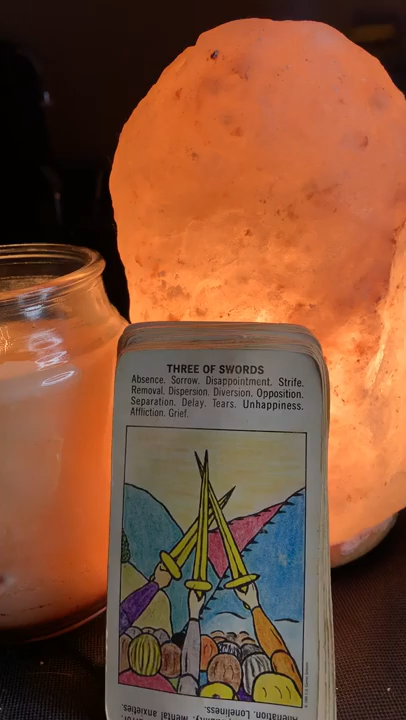 THREE OF SWORDS
Absence. Sorrow. Disappointment. Strife.
Removal. Dispersion. Diversion. Opposition.
Separation. Delay. Tears. Unhappiness.
Affliction. Grief.
Alienation. Loneliness.
Mental anxieties.